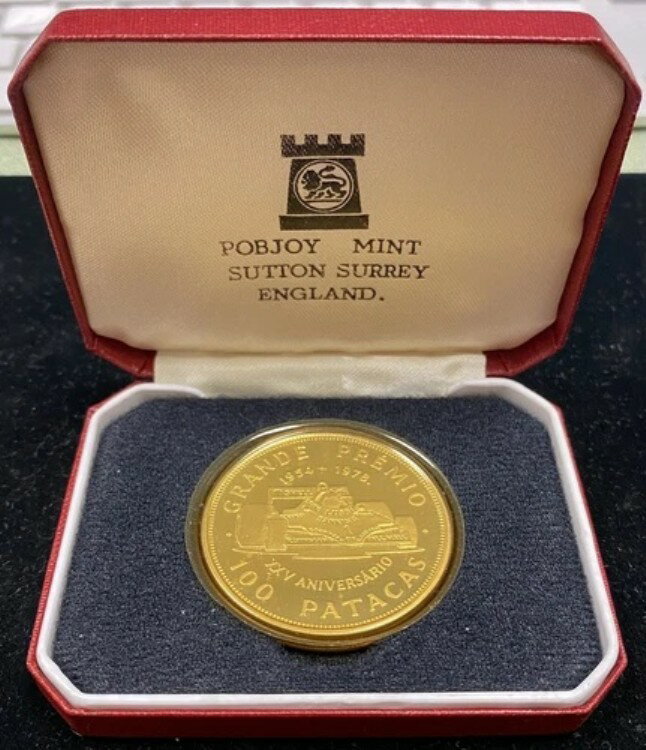 POBJOY MINT
SUTTON SURREY
ENGLAND.
GRANDE PRÉMIO
1954 + 1978.
XXV ANIVERSÁRIO
100 PATACAS